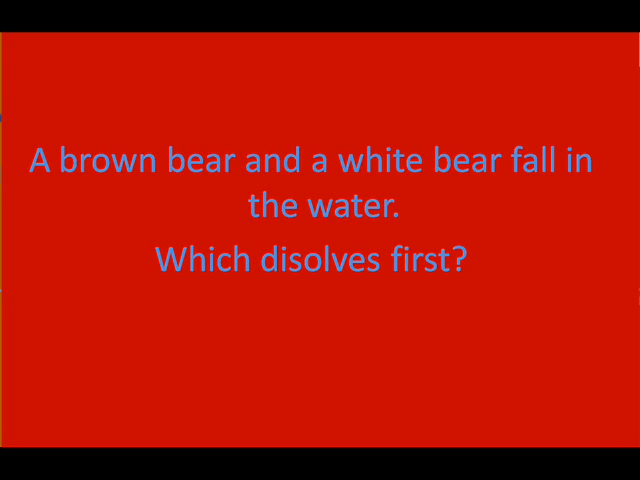 A brown bear and a white bear fall in
the water.
Which disolves first?